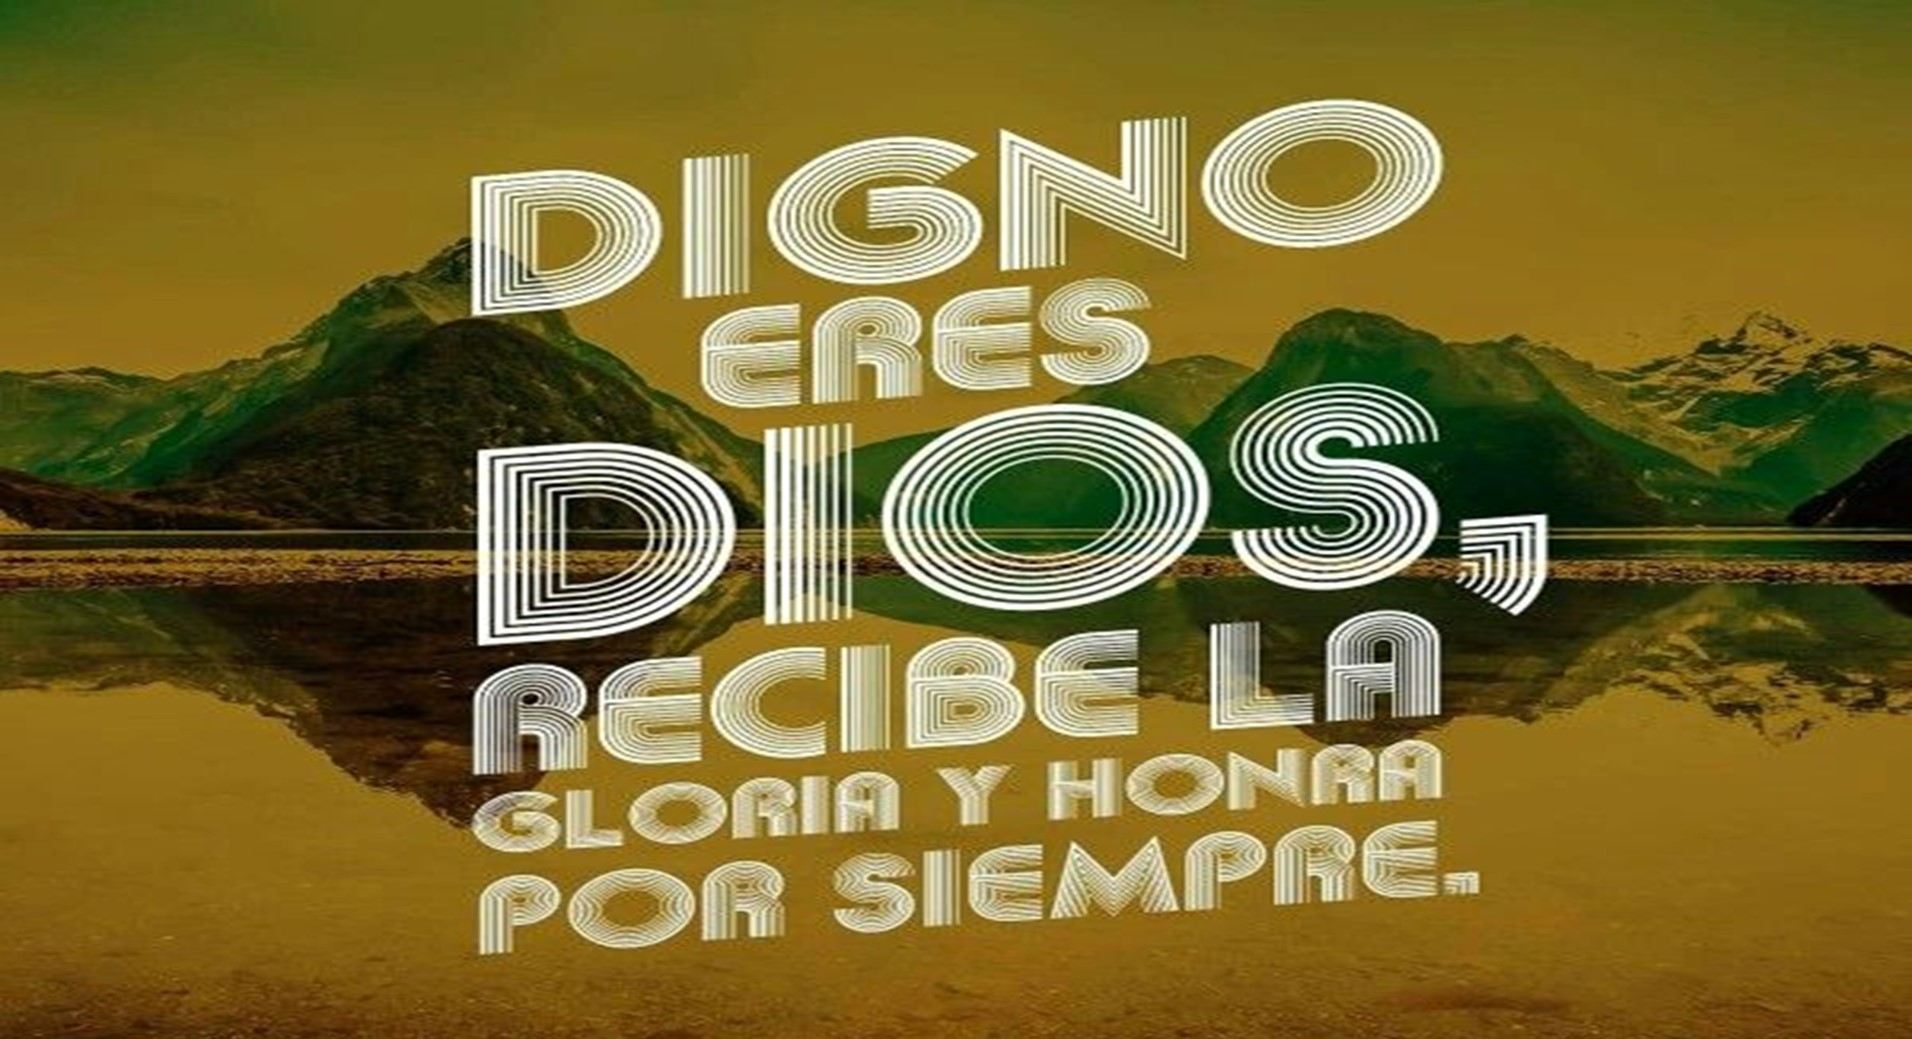 DIGNO
ERES
DIOS,
RECIBE LA
GLORIA Y HONRA
POR SIEMPRE.